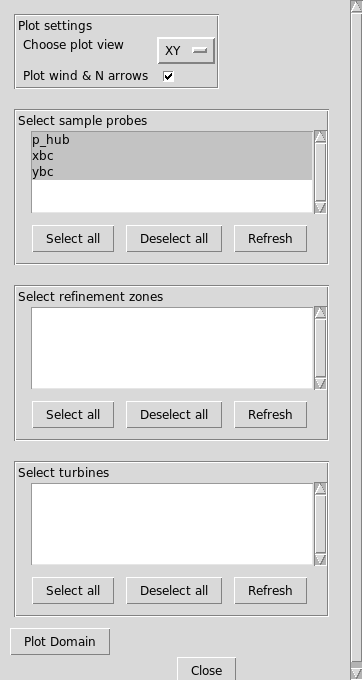 Plot settings
Choose plot view XY
Plot wind & N arrows
Select sample probes
p_hub
xbc
ybc
Select all Deselect all Refresh
Select refinement zones
Select all Deselect all Refresh
Select turbines
Select all Deselect all Refresh
Plot Domain
Close